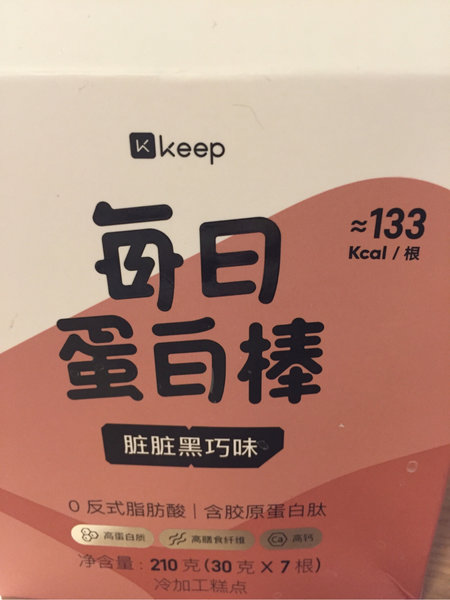 keep
每日
蛋白棒
≈133
Kcal / 根
脏脏黑巧味
0 反式脂肪酸 | 含胶原蛋白肽
高蛋白质 高膳食纤维 Ca 高钙
净含量：210 克 (30 克 X 7 根)
冷加工糕点